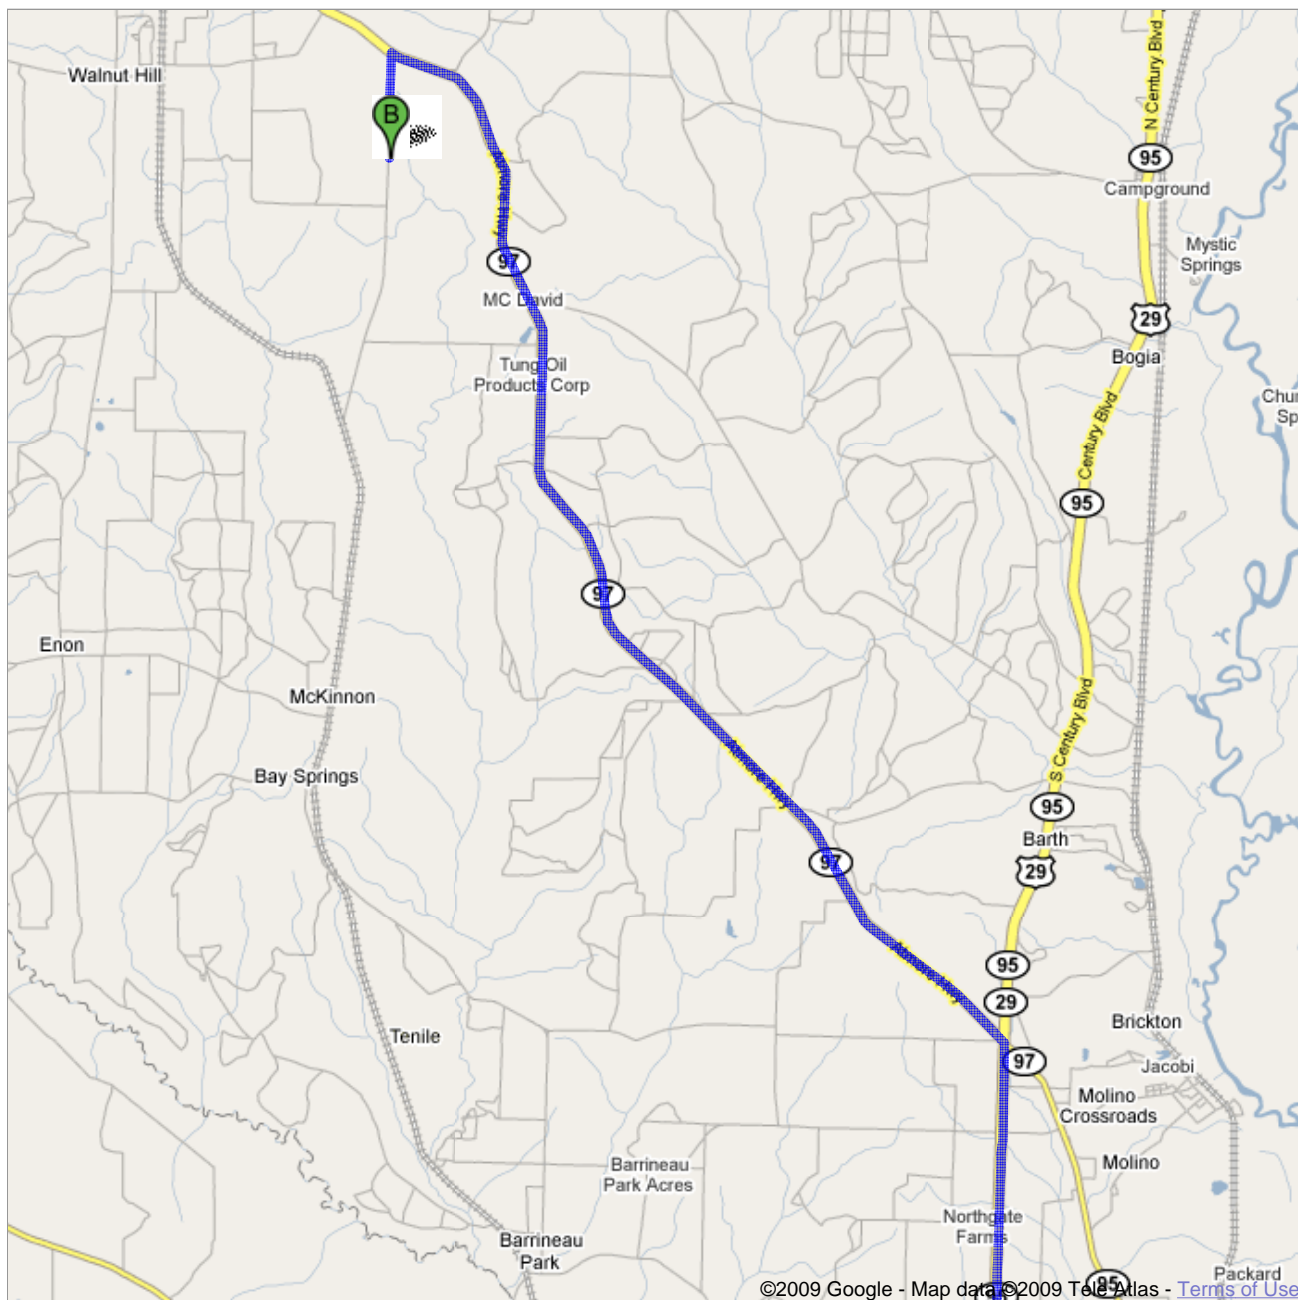 N Century Blvd
Walnut Hill
B
95
Campground
Mystic
Springs
97
MC David
29
Bogia
Tung Oil
Products Corp
Century Blvd
95
97
Enon
McKinnon
S Century Blvd
Bay Springs
95
Barth
97
29
95
29
Brickton
Tenile
97
Jacobi
Molino
Crossroads
Molino
Barrineau
Park Acres
Northgate
Farms
Barrineau
Park
Packard
95
©2009 Google - Map data ©2009 Tele Atlas - Terms of Use